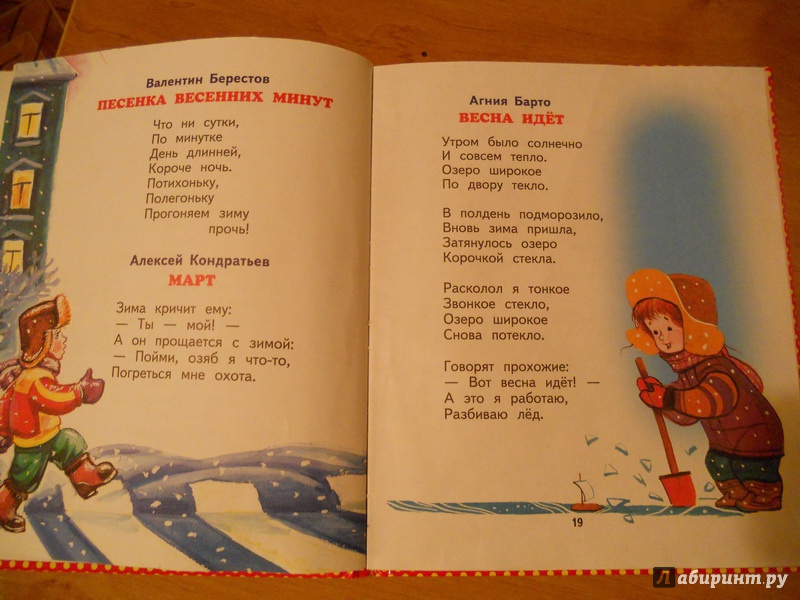 Валентин Берестов
ПЕСЕНКА ВЕСЕННИХ МИНУТ
Что ни сутки,
По минутке
День длинней,
Короче ночь.
Потихоньку,
Полегоньку
Прогоняем зиму
прочь!
Алексей Кондратьев
МАРТ
Зима кричит ему:
— Ты — мой! —
А он прощается с зимой:
— Пойми, озяб я что-то,
Погреться мне охота.
Агния Барто
ВЕСНА ИДЁТ
Утром было солнечно
И совсем тепло.
Озеро широкое
По двору текло.
В полдень подморозило,
Вновь зима пришла,
Затянулось озеро
Корочкой стекла.
Расколол я тонкое
Звонкое стекло,
Озеро широкое
Снова потекло.
Говорят прохожие:
— Вот весна идёт! —
А это я работаю,
Разбиваю лёд.
19
Лабиринт.ру